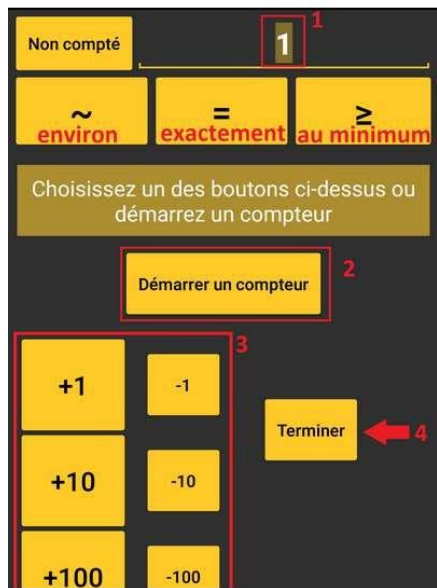 Non compté 1 1
~ = ≥
environ exactement au minimum
Choisissez un des boutons ci-dessus ou
démarrez un compteur
Démarrer un compteur 2
3
+1 -1
Terminer 4
+10 -10
+100 -100